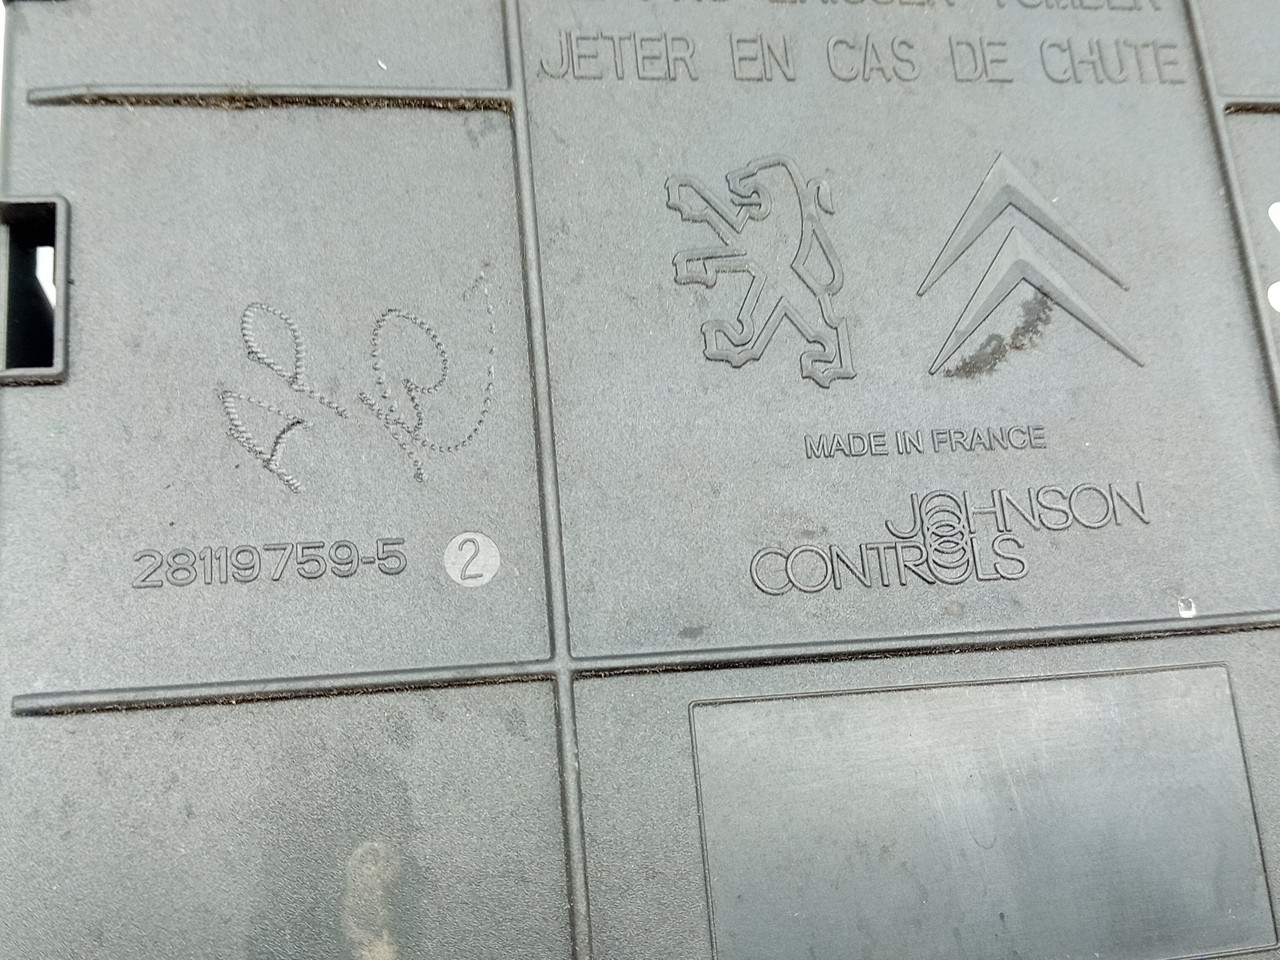 JETER EN CAS DE CHUTE
MADE IN FRANCE
JOHNSON
CONTROLS
28119759-5 2